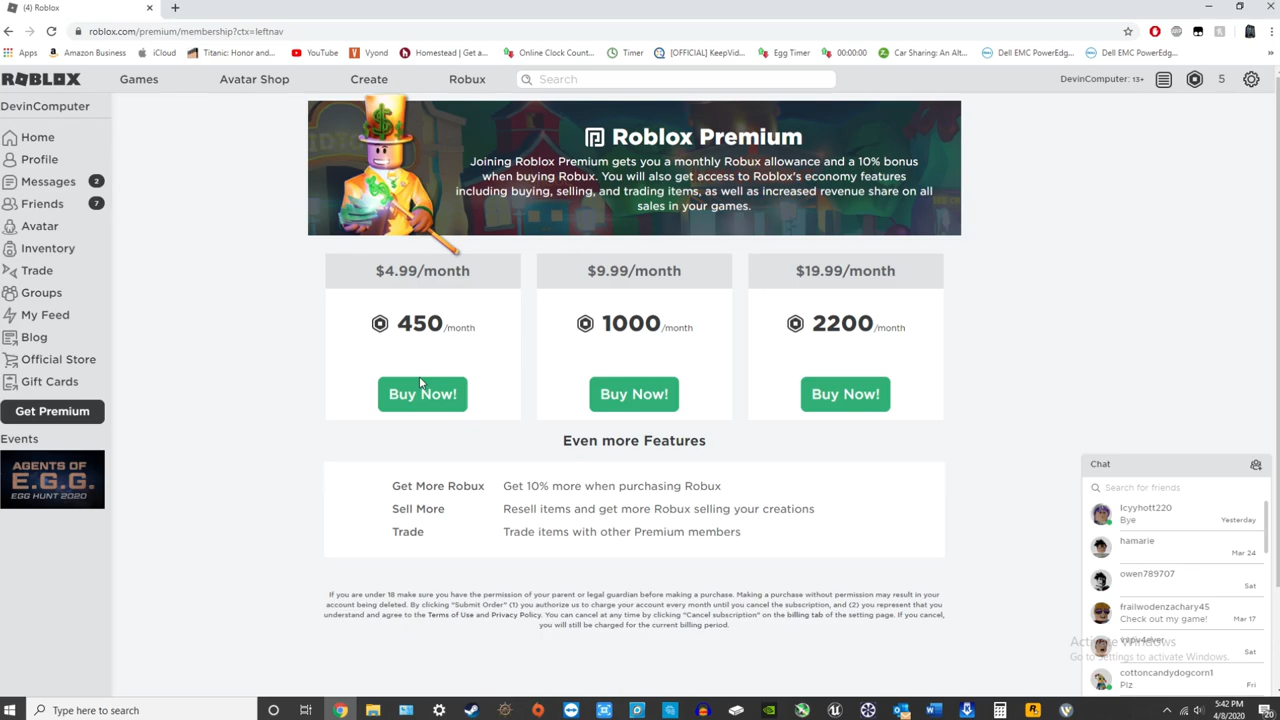 (4) Roblox
roblox.com/premium/membership?ctx=leftnav
Apps Amazon Business iCloud Titanic: Honor and... YouTube Vyond Homestead | Get a... Online Clock Count... Timer [OFFICIAL] KeepVid... Egg Timer 00:00:00 Car Sharing: An Alt... Dell EMC PowerEdg... Dell EMC PowerEdg...
ROBLOX Games Avatar Shop Create Robux Search DevinComputer: 13+ 5
DevinComputer
Home
Profile
Messages 2
Friends 7
Avatar
Inventory
Trade
Groups
My Feed
Blog
Official Store
Gift Cards
Get Premium
Events
AGENTS OF
E.G.G.
EGG HUNT 2020
Roblox Premium
Joining Roblox Premium gets you a monthly Robux allowance and a 10% bonus
when buying Robux. You will also get access to Roblox's economy features
including buying, selling, and trading items, as well as increased revenue share on all
sales in your games.
$4.99/month $9.99/month $19.99/month
450/month 1000/month 2200/month
Buy Now! Buy Now! Buy Now!
Even more Features
Get More Robux Get 10% more when purchasing Robux
Sell More Resell items and get more Robux selling your creations
Trade Trade items with other Premium members
If you are under 18 make sure you have the permission of your parent or legal guardian before making a purchase. Making a purchase without permission may result in your
account being deleted. By clicking "Submit Order" (1) you authorize us to charge your account every month until you cancel the subscription, and (2) you represent that you
understand and agree to the Terms of Use and Privacy Policy. You can cancel at any time by clicking "Cancel subscription" on the billing tab of the setting page. If you cancel,
you will still be charged for the current billing period.
Chat
Search for friends
Icyyhott220
Bye Yesterday
hamarie
Mar 24
owen789707
Sat
frailwodenzachary45
Check out my game! Mar 17
Sat
cottoncandydogcorn1
Plz Fri
Activate Windows
Go to Settings to activate Windows.
Type here to search
5:42 PM
4/8/2020